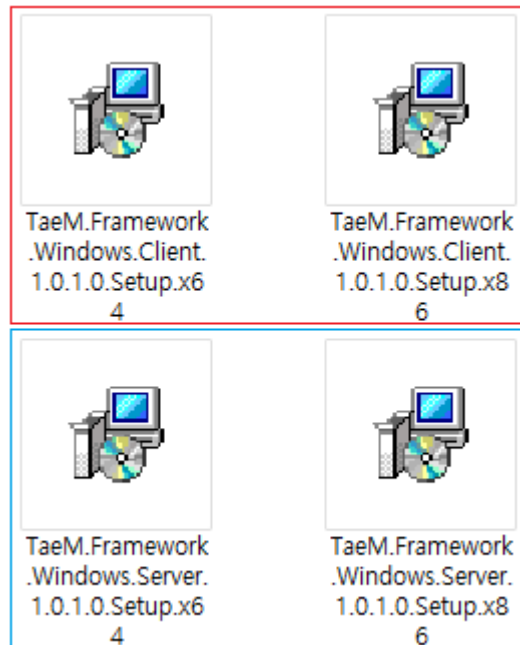 TaeM.Framework
.Windows.Client.
1.0.1.0.Setup.x6
4
TaeM.Framework
.Windows.Client.
1.0.1.0.Setup.x8
6
TaeM.Framework
.Windows.Server.
1.0.1.0.Setup.x6
4
TaeM.Framework
.Windows.Server.
1.0.1.0.Setup.x8
6